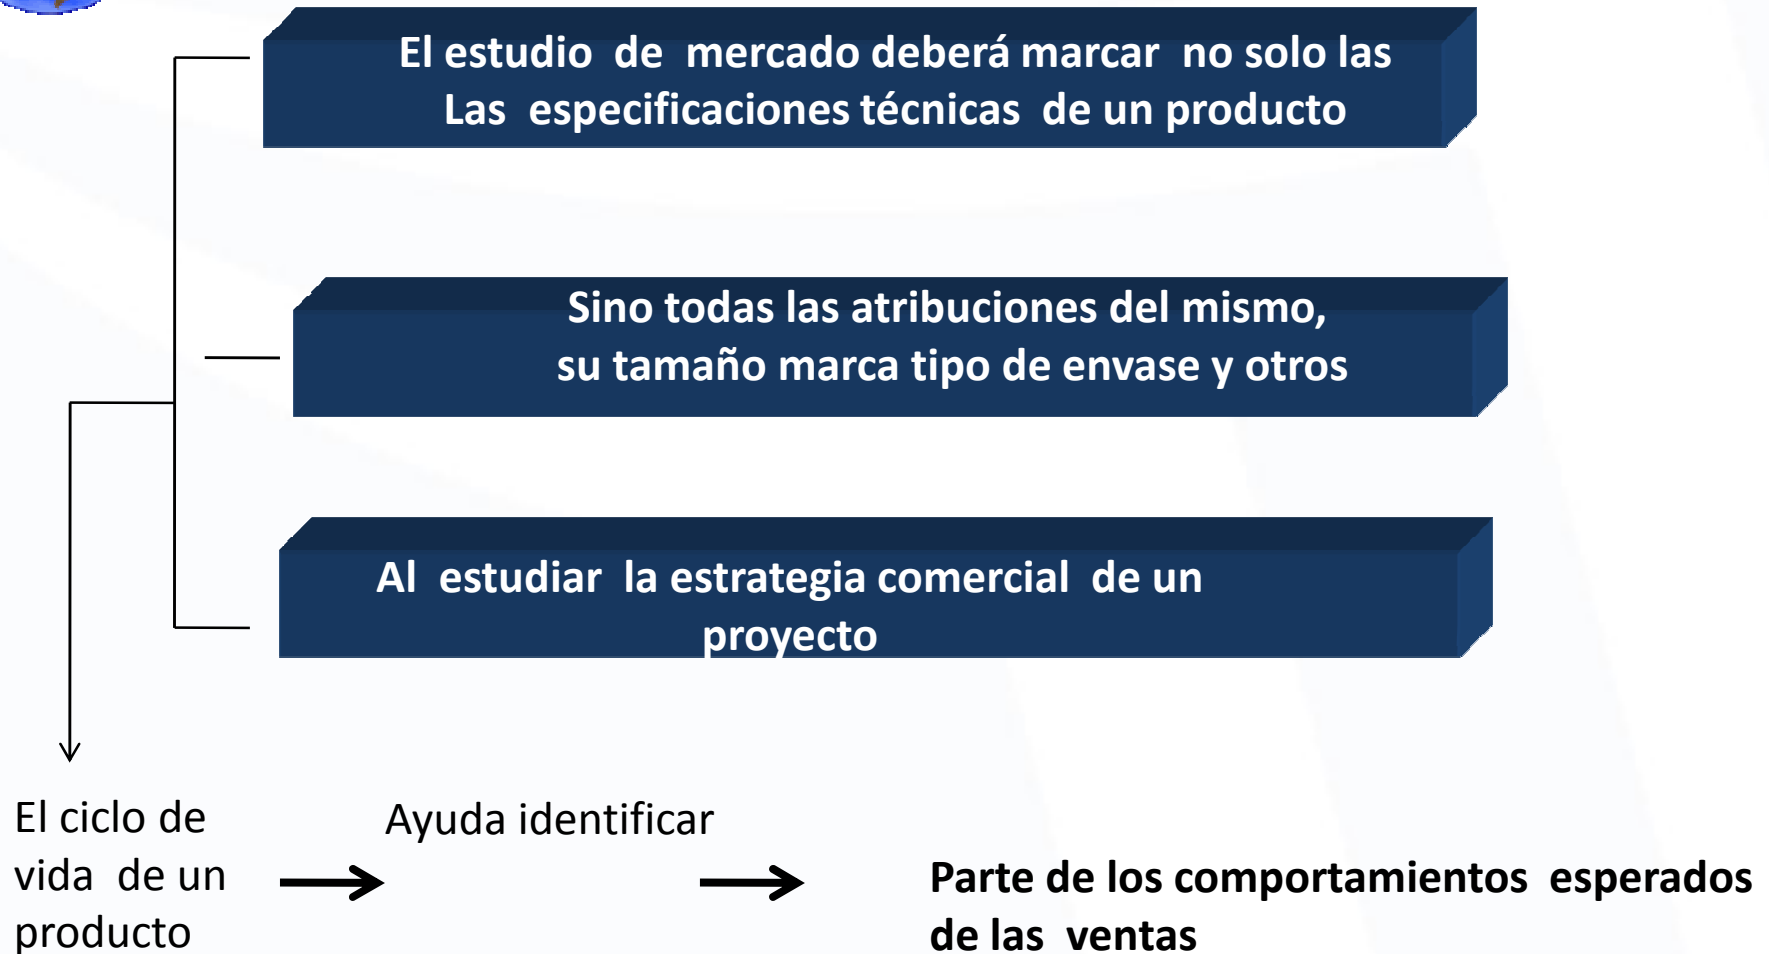 El estudio de mercado deberá marcar no solo las
Las especificaciones técnicas de un producto
Sino todas las atribuciones del mismo,
su tamaño marca tipo de envase y otros
Al estudiar la estrategia comercial de un
proyecto
El ciclo de
vida de un
producto
Ayuda identificar
Parte de los comportamientos esperados
de las ventas